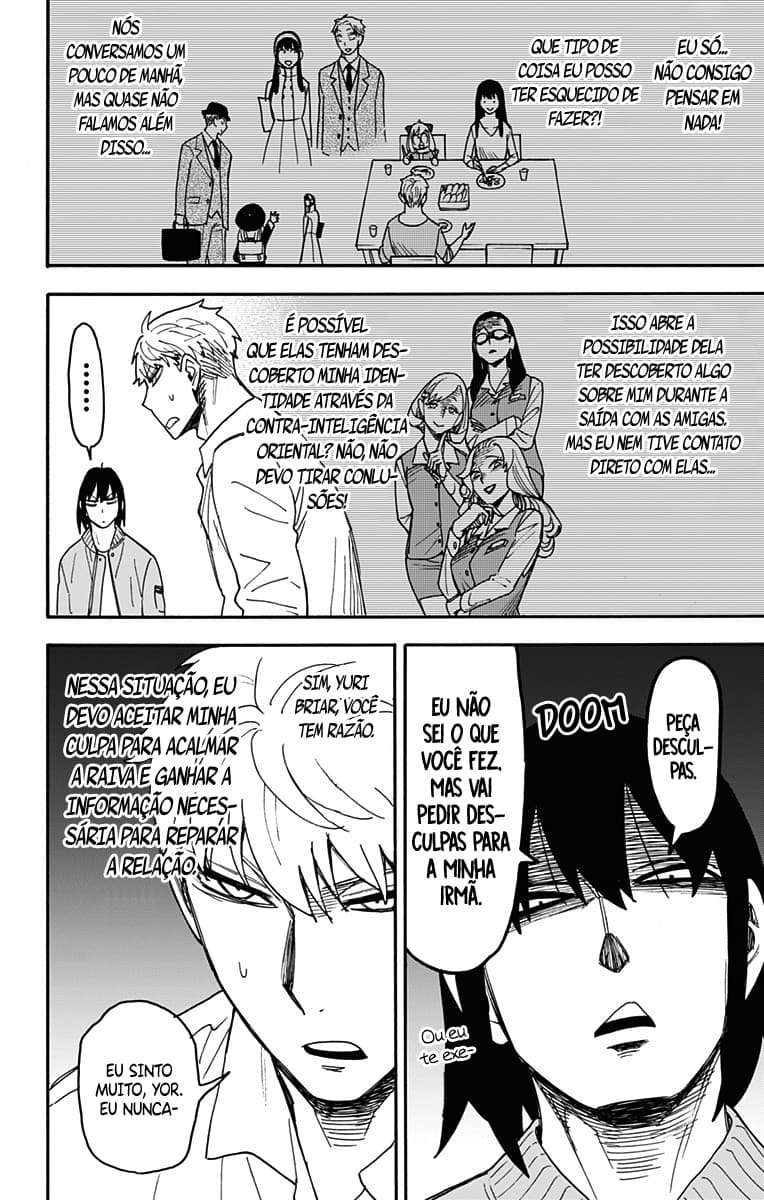 EU SÓ...
NÃO CONSIGO
PENSAR EM
NADA!
QUE TIPO DE
COISA EU POSSO
TER ESQUECIDO DE
FAZER?!
NÓS
CONVERSAMOS UM
POUCO DE MANHÃ,
MAS QUASE NÃO
FALAMOS ALÉM
DISSO...
ISSO ABRE A
POSSIBILIDADE DELA
TER DESCOBERTO ALGO
SOBRE MIM DURANTE A
SAÍDA COM AS AMIGAS.
MAS EU NEM TIVE CONTATO
DIRETO COM ELAS...
É POSSÍVEL
QUE ELAS TENHAM DES-
COBERTO MINHA IDEN-
TIDADE ATRAVÉS DA
CONTRA-INTELIGÊNCIA
ORIENTAL? NÃO, NÃO
DEVO TIRAR CONLU-
SÕES!
.....
PEÇA
DESCUL-
PAS.
DOOM
EU NÃO
SEI O QUE
VOCÊ FEZ,
MAS VAI
PEDIR DES-
CULPAS PARA
A MINHA
IRMÃ.
Ou eu
te exe-
SIM, YURI
BRIAR, VOCÊ
TEM RAZÃO.
NESSA SITUAÇÃO, EU
DEVO ACEITAR MINHA
CULPA PARA ACALMAR
A RAIVA E GANHAR A
INFORMAÇÃO NECES-
SÁRIA PARA REPARAR
A RELAÇÃO.
EU SINTO
MUITO, YOR.
EU NUNCA-